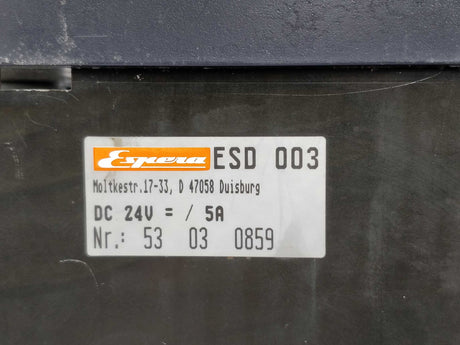 Espera ESD 003
Moltkestr.17-33, D 47058 Duisburg
DC 24V = / 5A
Nr.: 53 03 0859